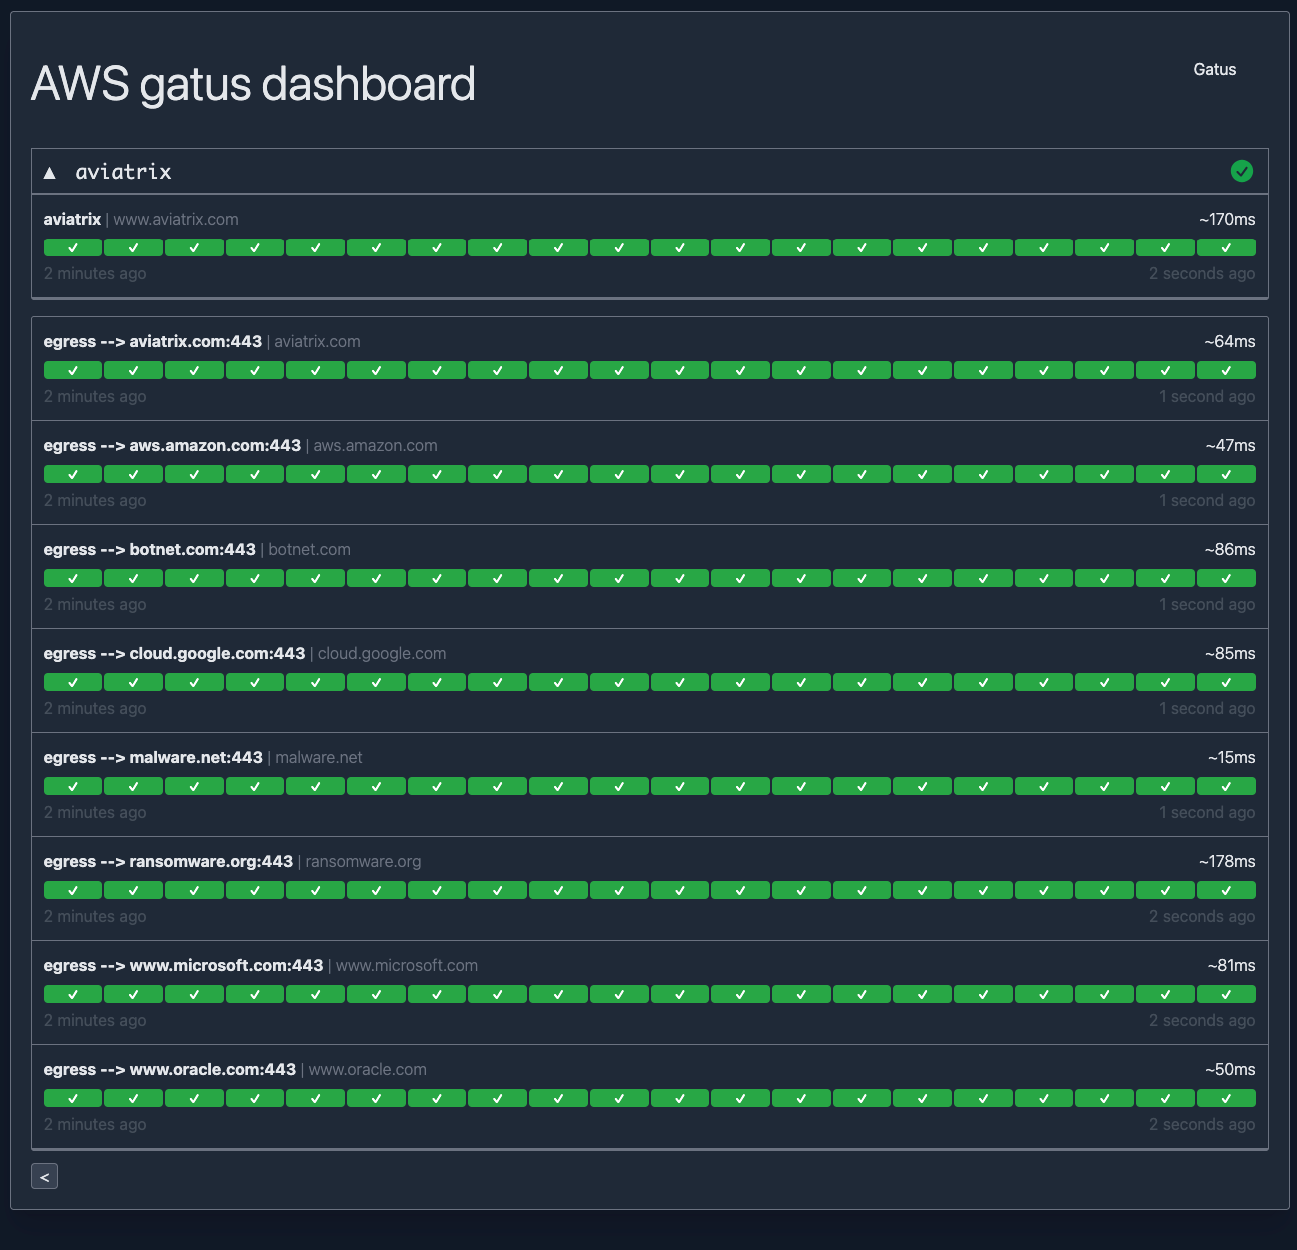 AWS gatus dashboard
Gatus
▲ aviatrix
aviatrix | www.aviatrix.com ~170ms
2 minutes ago 2 seconds ago
egress --> aviatrix.com:443 | aviatrix.com ~64ms
2 minutes ago 1 second ago
egress --> aws.amazon.com:443 | aws.amazon.com ~47ms
2 minutes ago 1 second ago
egress --> botnet.com:443 | botnet.com ~86ms
2 minutes ago 1 second ago
egress --> cloud.google.com:443 | cloud.google.com ~85ms
2 minutes ago 1 second ago
egress --> malware.net:443 | malware.net ~15ms
2 minutes ago 1 second ago
egress --> ransomware.org:443 | ransomware.org ~178ms
2 minutes ago 2 seconds ago
egress --> www.microsoft.com:443 | www.microsoft.com ~81ms
2 minutes ago 2 seconds ago
egress --> www.oracle.com:443 | www.oracle.com ~50ms
2 minutes ago 2 seconds ago
<